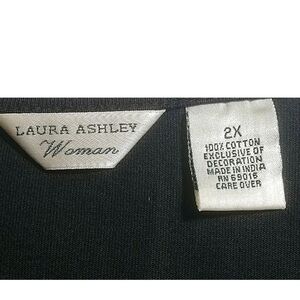 LAURA ASHLEY
Woman
2X
100% COTTON
EXCLUSIVE OF
DECORATION
MADE IN INDIA
RN 69016
CARE OVER